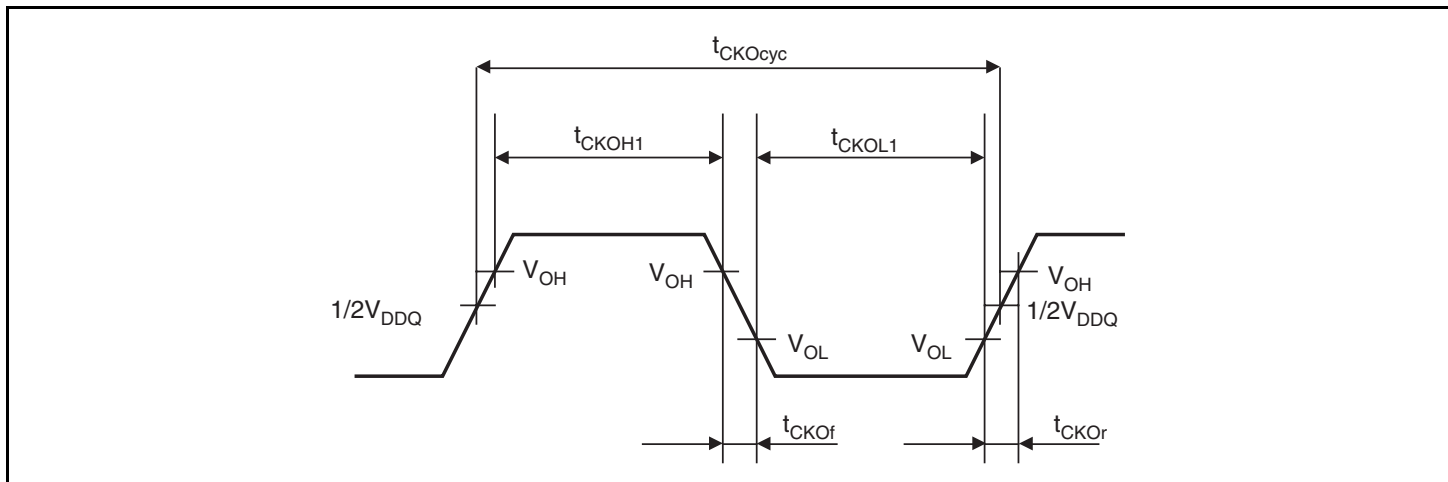 tCKOcyc
tCKOH1 tCKOL1
VOH VOH VOH
1/2VDDQ 1/2VDDQ
VOL VOL
tCKOf tCKOr